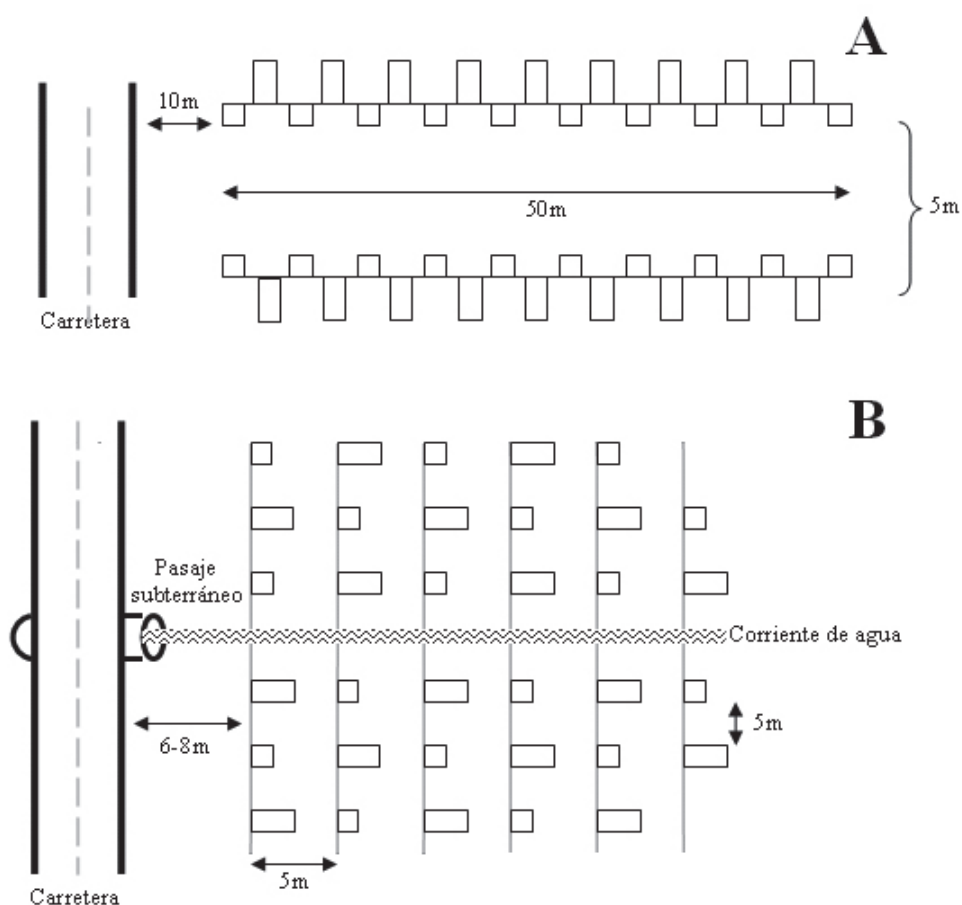 A
10m
50m
5m
Carretera
B
Pasaje
subterráneo
Corriente de agua
6-8m
5m
5m
Carretera